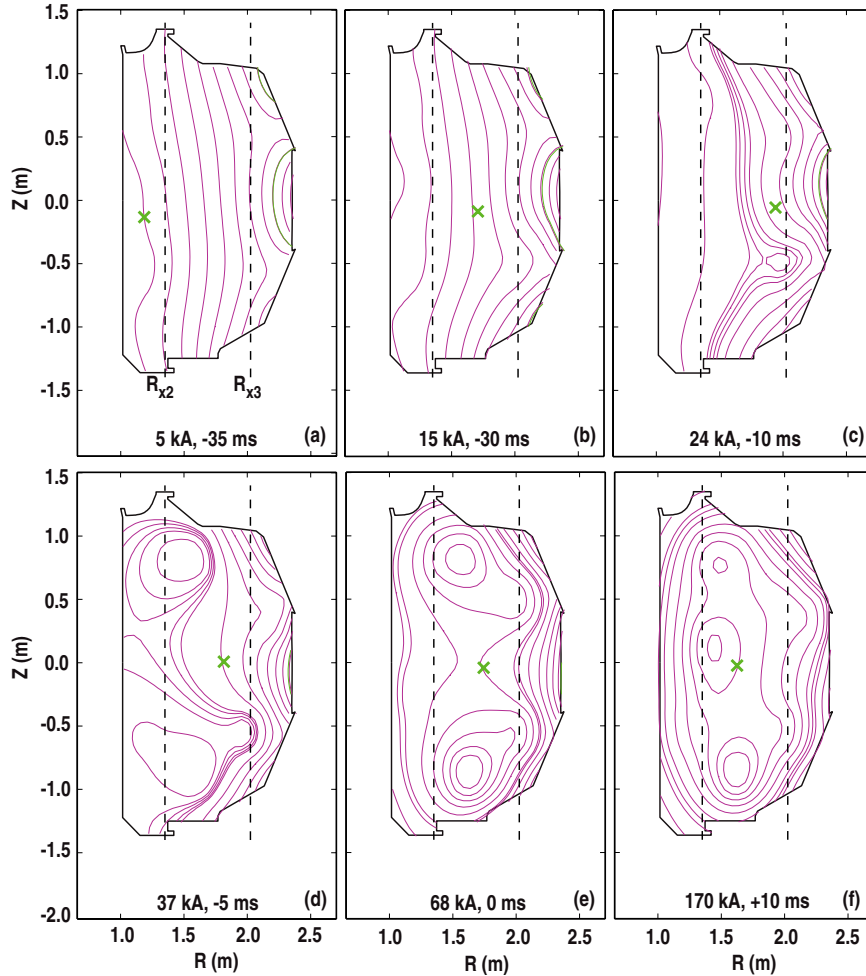 1.5
1.0
0.5
0.0
-0.5
-1.0
-1.5
Z (m)
Rx2
Rx3
5 kA, -35 ms
(a)
15 kA, -30 ms
(b)
24 kA, -10 ms
(c)
1.5
1.0
0.5
0.0
-0.5
-1.0
-1.5
-2.0
Z (m)
37 kA, -5 ms
(d)
68 kA, 0 ms
(e)
170 kA, +10 ms
(f)
1.0 1.5 2.0 2.5
1.0 1.5 2.0 2.5
1.0 1.5 2.0 2.5
R (m)
R (m)
R (m)